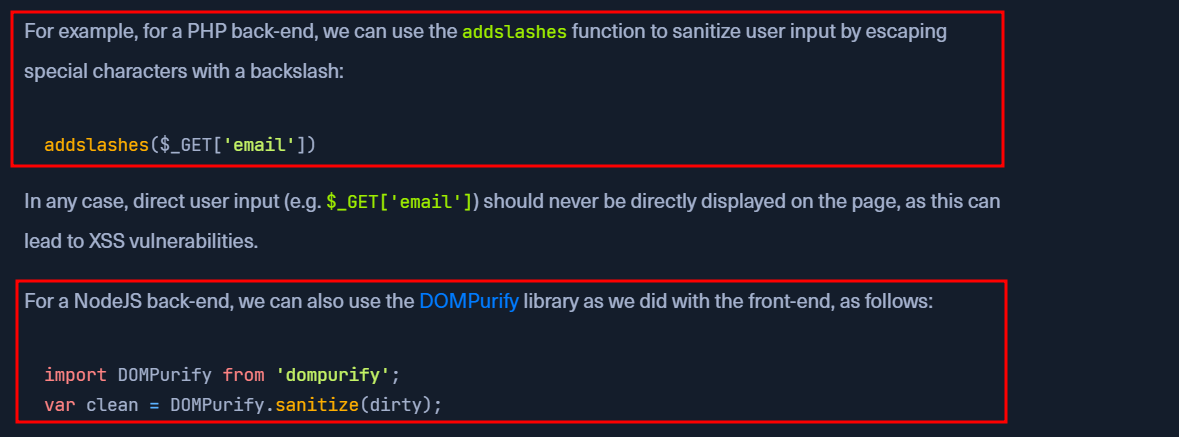 For example, for a PHP back-end, we can use the addslashes function to sanitize user input by escaping
special characters with a backslash:
addslashes($_GET['email'])
In any case, direct user input (e.g. $_GET['email']) should never be directly displayed on the page, as this can
lead to XSS vulnerabilities.
For a NodeJS back-end, we can also use the DOMPurify library as we did with the front-end, as follows:
import DOMPurify from 'dompurify';
var clean = DOMPurify.sanitize(dirty);